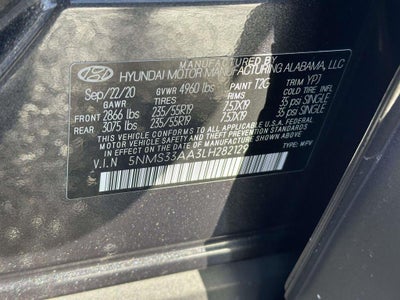 MANUFACTURED BY
HYUNDAI MOTOR MANUFACTURING ALABAMA, LLC
Sep/22/20 GVWR 4960 lbs PAINT T2G TRIM YPJ
GAWR TIRES RIMS COLD TIRE INFL
FRONT 2866 lbs 235/55R19 7.5JX19 35 psi SINGLE
REAR 3075 lbs 235/55R19 7.5JX19 35 psi SINGLE
THIS VEHICLE CONFORMS TO ALL APPLICABLE FEDERAL MOTOR
VEHICLE SAFETY, BUMPER AND THEFT PREVENTION STANDARDS
IN EFFECT ON THE DATE OF MANUFACTURE SHOWN ABOVE
V.I.N 5NMS33AA3LH282129 TYPE: MPV